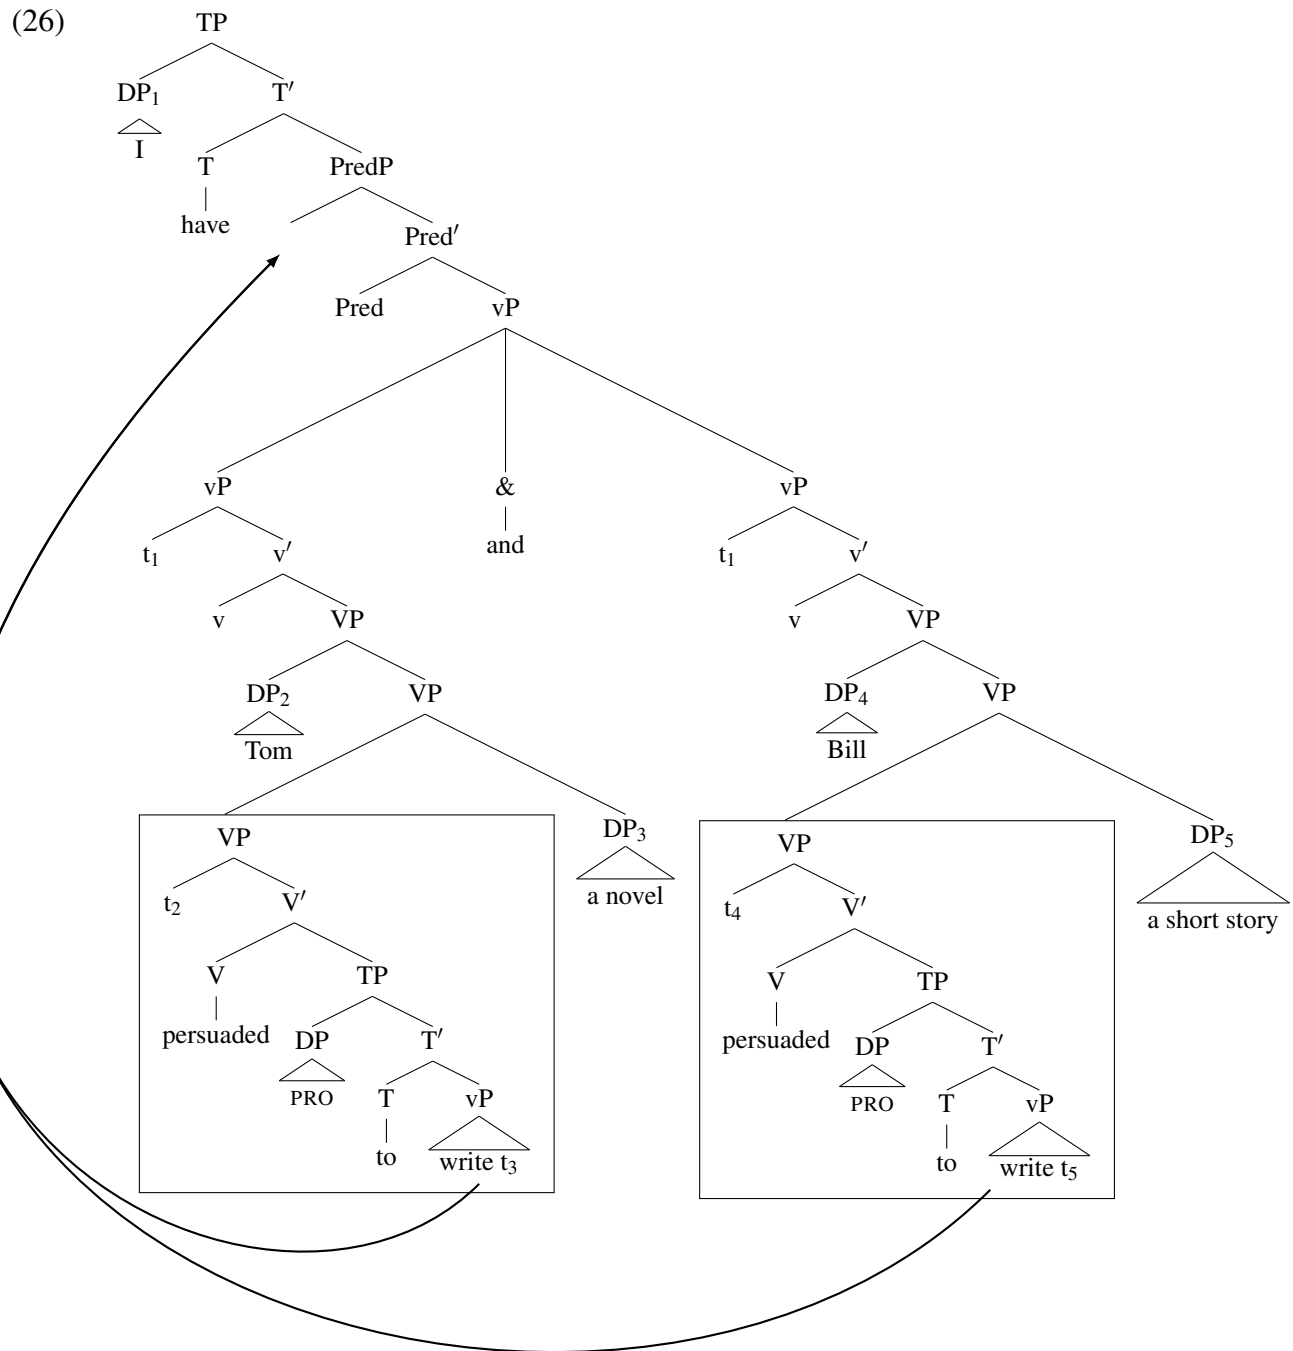 (26) TP
DP1 T′
I T PredP
have
Pred′
Pred vP
vP & vP
t1 v′ and t1 v′
v VP v VP
DP2 VP DP4 VP
Tom Bill
VP DP3 VP DP5
t2 V′ a novel t4 V′ a short story
V TP V TP
persuaded DP T′ persuaded DP T′
PRO T vP PRO T vP
to write t3 to write t5